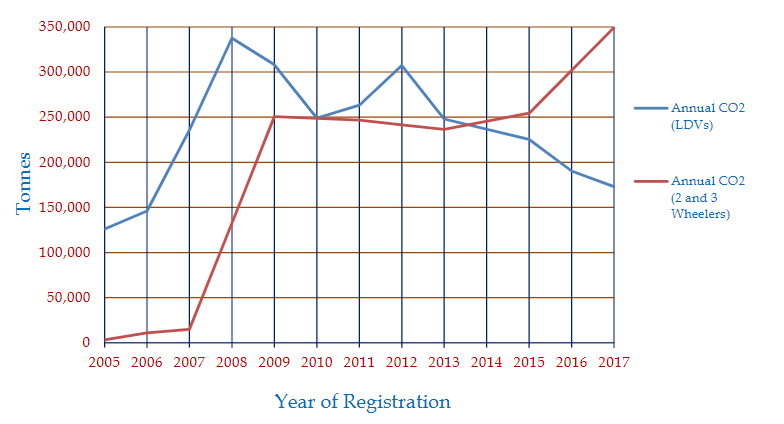 350,000
300,000
250,000
200,000
150,000
100,000
50,000
0
Tonnes
2005 2006 2007 2008 2009 2010 2011 2012 2013 2014 2015 2016 2017
Year of Registration
Annual CO2
(LDVs)
Annual CO2
(2 and 3
Wheelers)